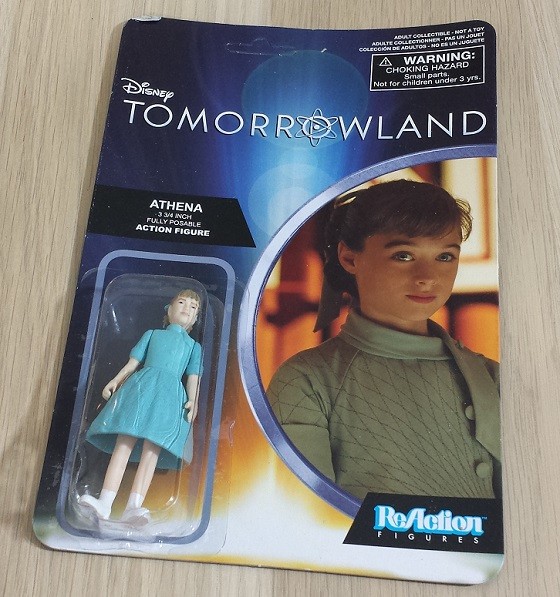 ADULT COLLECTIBLE - NOT A TOY
ADULTE COLLECTIONNER - PAS UN JOUET
COLECCIÓN DE ADULTOS - NO ES UN JUGUETE
WARNING:
CHOKING HAZARD
Small parts.
Not for children under 3 yrs.
Disney
TOMORROWLAND
ATHENA
3 3/4 INCH
FULLY POSABLE
ACTION FIGURE
ReAction
FIGURES